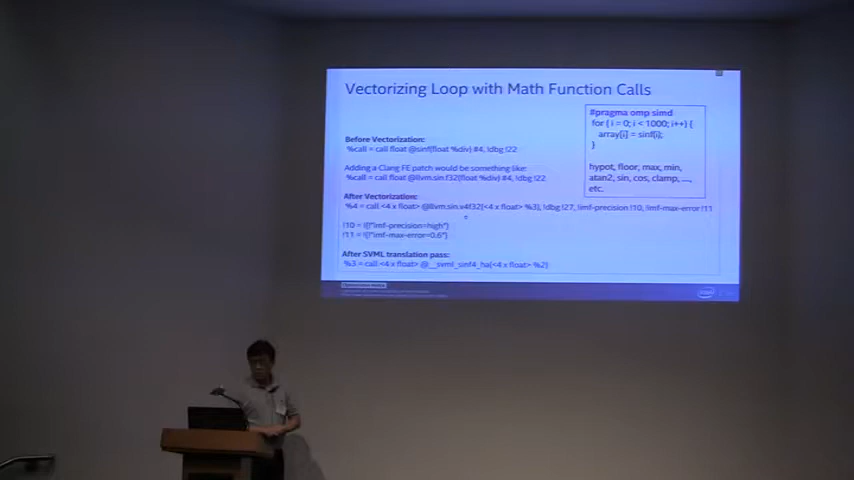 Vectorizing Loop with Math Function Calls
#pragma omp simd
for ( i = 0; i < 1000; i++) {
array[i] = sinf(i);
}
hypot, floor, max, min,
atan2, sin, cos, clamp, ...,
etc.
Before Vectorization:
%call = call float @sinf(float %div) #4, !dbg !22
Adding a Clang FE patch would be something like:
%call = call float @llvm.sin.f32(float %div) #4, !dbg !22
After Vectorization:
%4 = call <4 x float> @llvm.sin.v4f32(<4 x float> %3), !dbg !27, !imf-precision !10, !imf-max-error !11
!10 = !{!"imf-precision=high"}
!11 = !{!"imf-max-error=0.6"}
After SVML translation pass:
%3 = call <4 x float> @__svml_sinf4_ha(<4 x float> %2)
(intel)